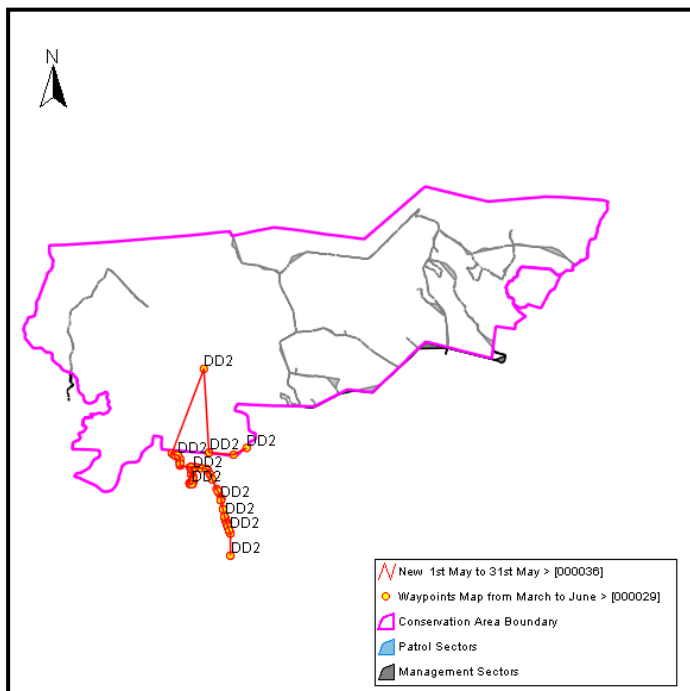 N
DD2
DD2
DD2
DD2
DD2
DD2
DD2
DD2
DD2
DD2
New 1st May to 31st May > [000036]
Waypoints Map from March to June > [000029]
Conservation Area Boundary
Patrol Sectors
Management Sectors